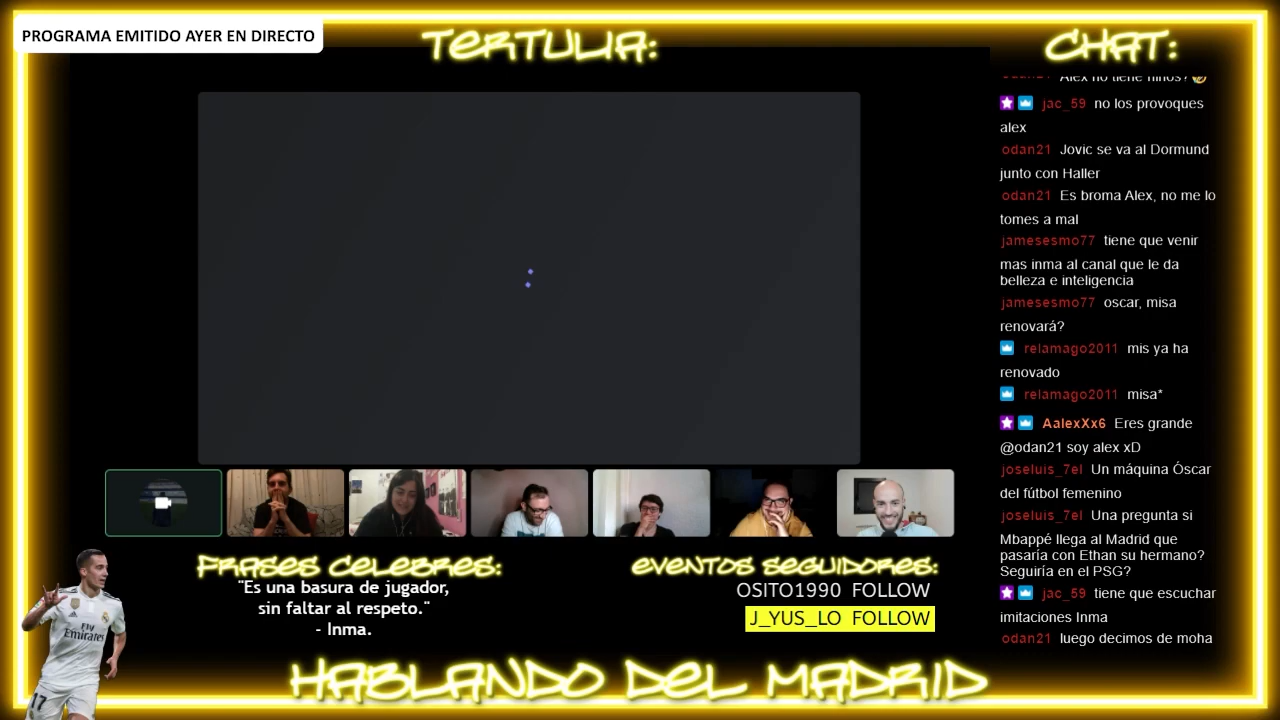 PROGRAMA EMITIDO AYER EN DIRECTO
TERTULIA:
CHAT:
Alex no tiene niños?
jac_59 no los provoques
alex
odan21 Jovic se va al Dormund
junto con Haller
odan21 Es broma Alex, no me lo
tomes a mal
jamesesmo77 tiene que venir
mas inma al canal que le da
belleza e inteligencia
jamesesmo77 oscar, misa
renovará?
relamago2011 mis ya ha
renovado
relamago2011 misa*
AalexXx6 Eres grande
@odan21 soy alex xD
joseluis_7el Un máquina Óscar
del fútbol femenino
joseluis_7el Una pregunta si
Mbappé llega al Madrid que
pasaría con Ethan su hermano?
Seguiría en el PSG?
jac_59 tiene que escuchar
imitaciones Inma
odan21 luego decimos de moha
FRASES CELEBRES:
"Es una basura de jugador,
sin faltar al respeto."
- Inma.
EVENTOS SEGUIDORES:
OSITO1990 FOLLOW
J_YUS_LO FOLLOW
Fly
Emirates
17
HABLANDO DEL MADRID